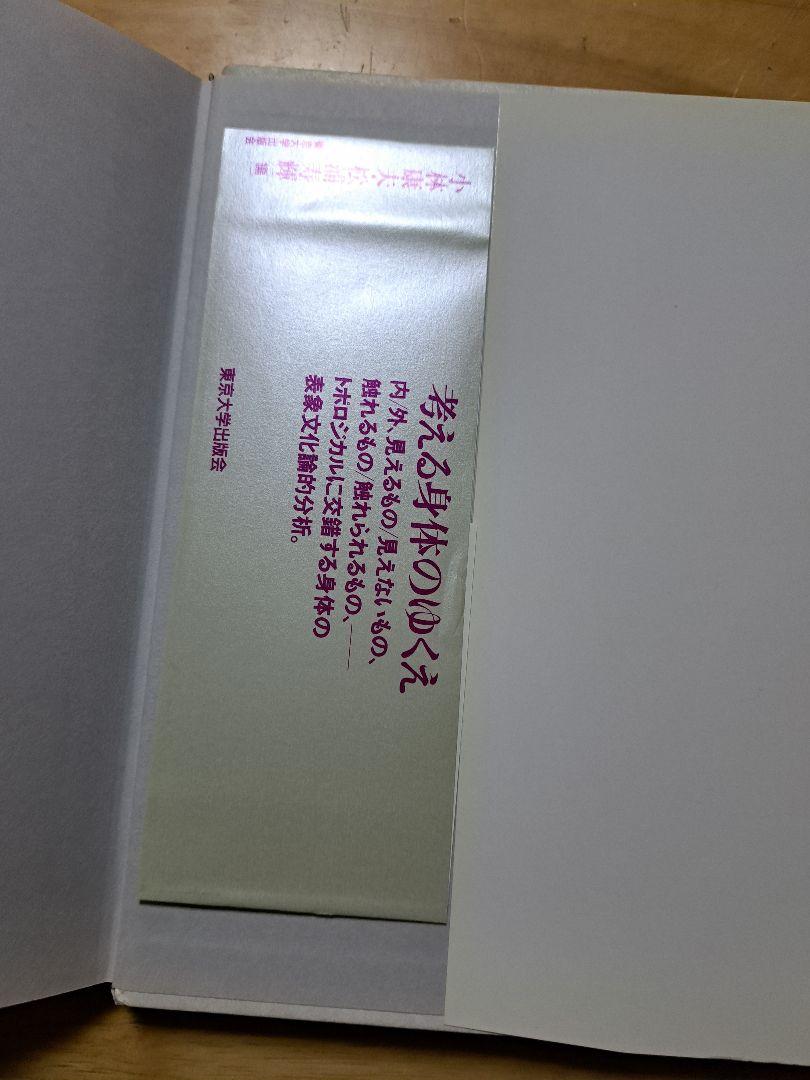 考える身体のゆくえ
内/外、見えるもの/見えないもの、
触れるもの/触れられるもの、——
トポロジカルに交錯する身体の
表象文化論的分析。
東京大学出版会
小林康夫・松浦寿輝[編]
東京大学出版会